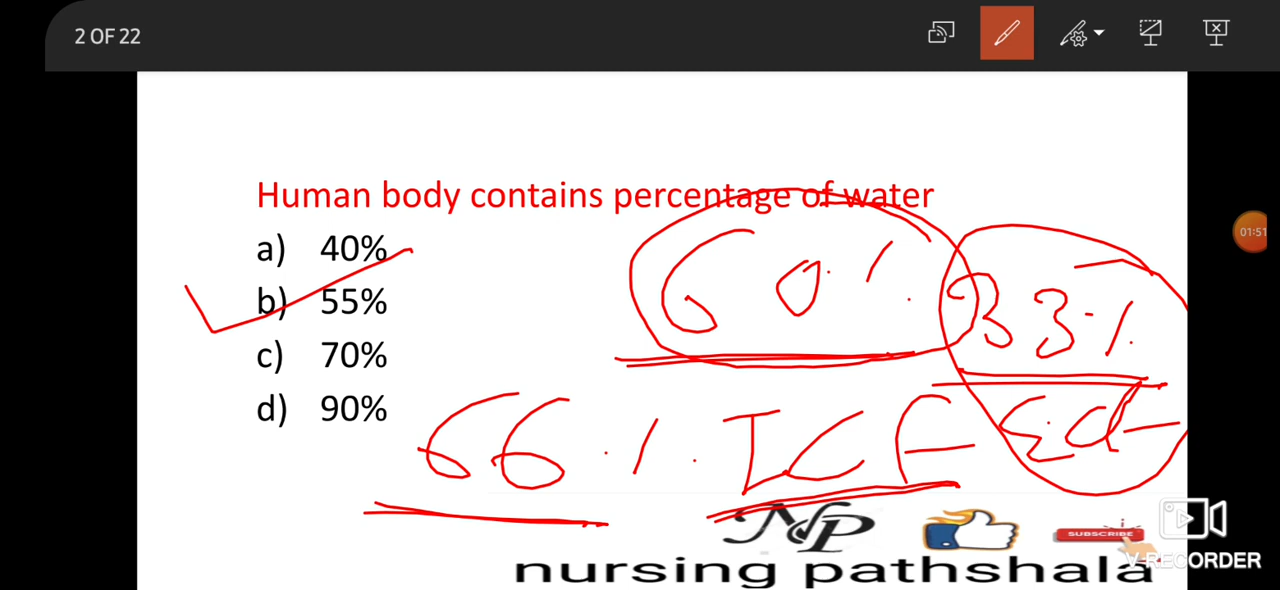 2 OF 22
Human body contains percentage of water
a) 40%
b) 55%
c) 70%
d) 90%
60%
33%
66% ICF
ECF
01:51
NP
SUBSCRIBE
nursing pathshala
V-RECORDER